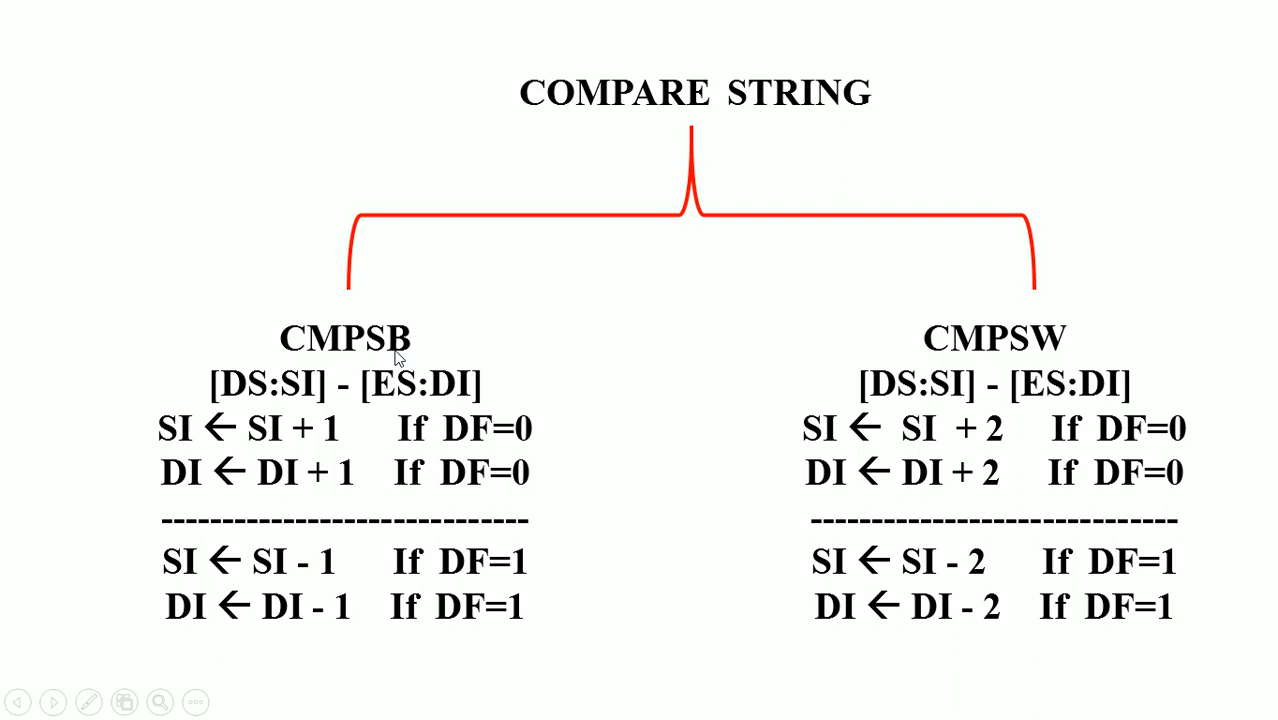 COMPARE STRING
CMPSB
[DS:SI] - [ES:DI]
SI ← SI + 1 If DF=0
DI ← DI + 1 If DF=0
------------------------------
SI ← SI - 1 If DF=1
DI ← DI - 1 If DF=1
CMPSW
[DS:SI] - [ES:DI]
SI ← SI + 2 If DF=0
DI ← DI + 2 If DF=0
------------------------------
SI ← SI - 2 If DF=1
DI ← DI - 2 If DF=1